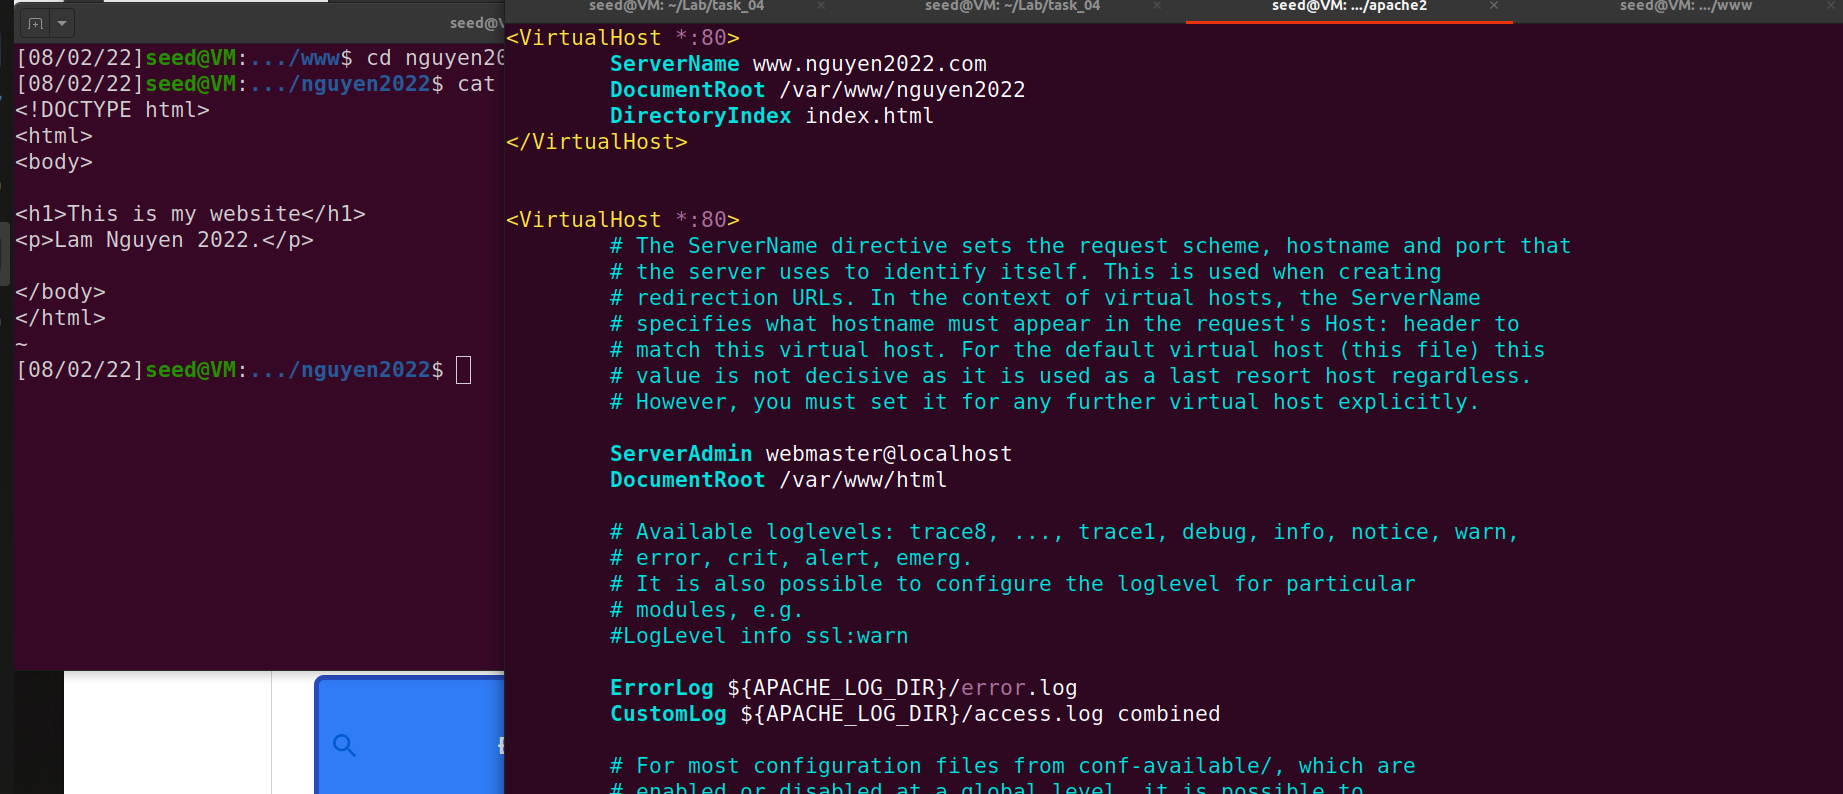 seed@VM: ~/Lab/task_04
seed@VM: ~/Lab/task_04
seed@VM: .../apache2
seed@VM: .../www
[08/02/22]seed@VM:.../www$ cd
[08/02/22]seed@VM:.../nguyen2022$ cat
<!DOCTYPE html>
<html>
<body>
<h1>This is my website</h1>
<p>Lam Nguyen 2022.</p>
</body>
</html>
~
[08/02/22]seed@VM:.../nguyen2022$
<VirtualHost *:80>
ServerName www.nguyen2022.com
DocumentRoot /var/www/nguyen2022
DirectoryIndex index.html
</VirtualHost>
<VirtualHost *:80>
# The ServerName directive sets the request scheme, hostname and port that
# the server uses to identify itself. This is used when creating
# redirection URLs. In the context of virtual hosts, the ServerName
# specifies what hostname must appear in the request's Host: header to
# match this virtual host. For the default virtual host (this file) this
# value is not decisive as it is used as a last resort host regardless.
# However, you must set it for any further virtual host explicitly.
ServerAdmin webmaster@localhost
DocumentRoot /var/www/html
# Available loglevels: trace8, ..., trace1, debug, info, notice, warn,
# error, crit, alert, emerg.
# It is also possible to configure the loglevel for particular
# modules, e.g.
#LogLevel info ssl:warn
ErrorLog ${APACHE_LOG_DIR}/error.log
CustomLog ${APACHE_LOG_DIR}/access.log combined
# For most configuration files from conf-available/, which are
# enabled or disabled at a global level, it is possible to